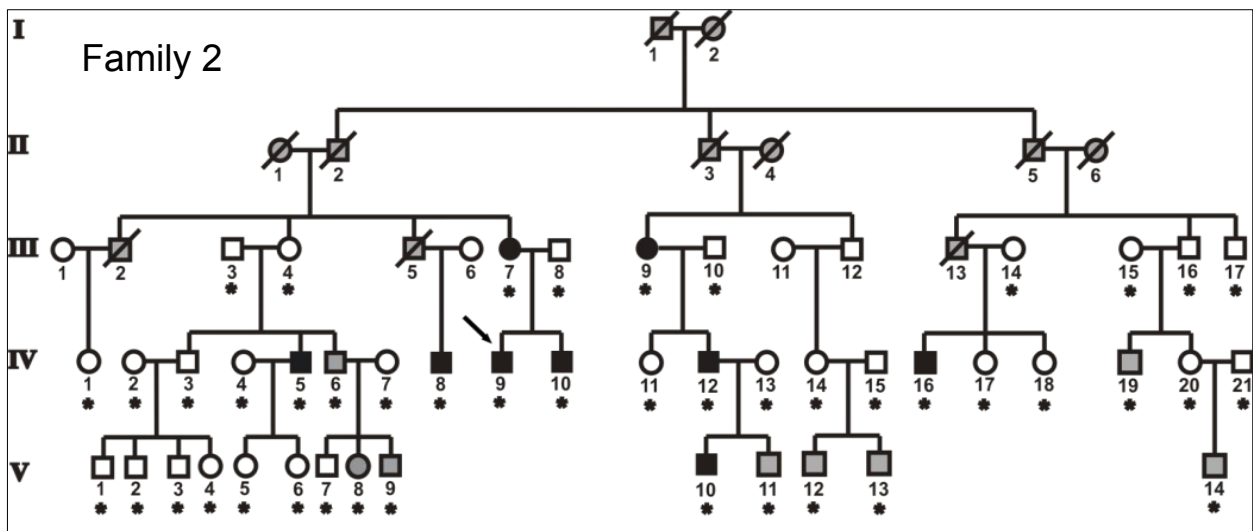 I
Family 2
1 2
II
1 2 3 4 5 6
III
1 2 3 4 5 6 7 8 9 10 11 12 13 14 15 16 17
* * * * * * * * * *
IV
1 2 3 4 5 6 7 8 9 10 11 12 13 14 15 16 17 18 19 20 21
* * * * * * * * * * * * * * * * * * * * *
V
1 2 3 4 5 6 7 8 9 10 11 12 13 14
* * * * * * * * * * * * * *